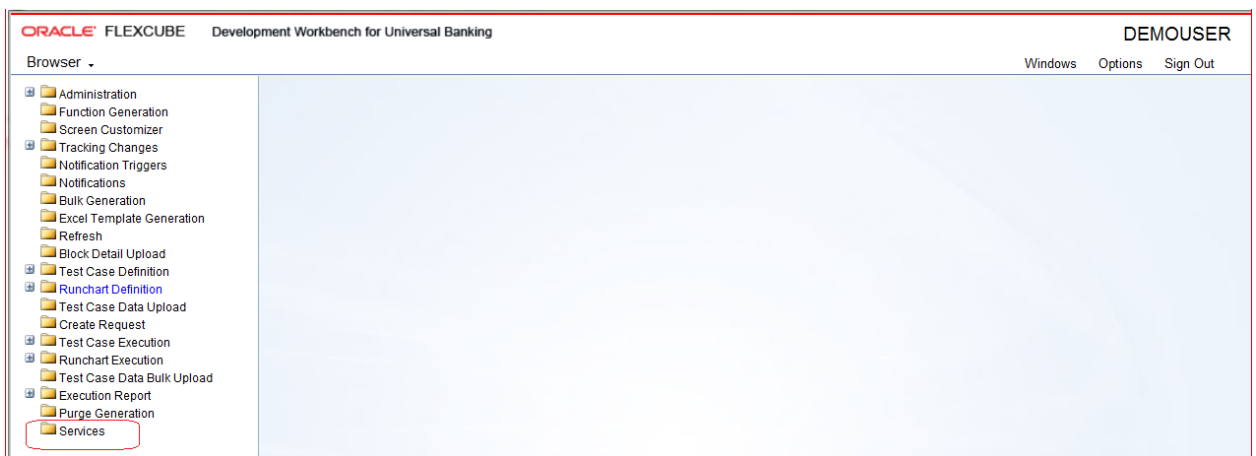 ORACLE FLEXCUBE Development Workbench for Universal Banking DEMOUSER
Browser Windows Options Sign Out
Administration
Function Generation
Screen Customizer
Tracking Changes
Notification Triggers
Notifications
Bulk Generation
Excel Template Generation
Refresh
Block Detail Upload
Test Case Definition
Runchart Definition
Test Case Data Upload
Create Request
Test Case Execution
Runchart Execution
Test Case Data Bulk Upload
Execution Report
Purge Generation
Services